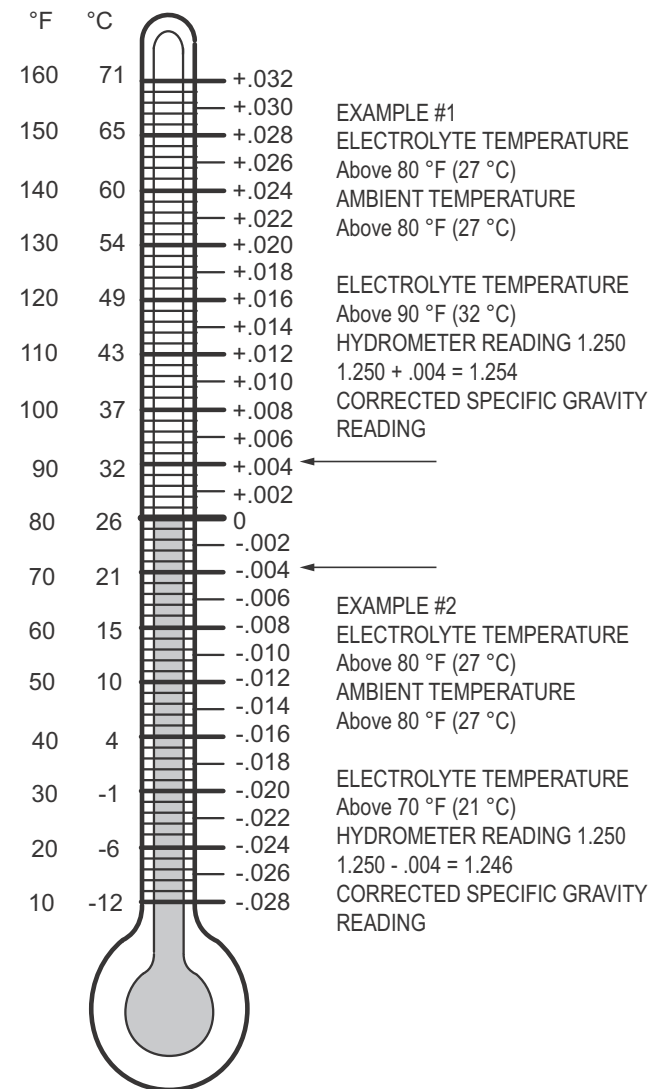 °F °C
160 71 +.032
+.030
150 65 +.028
+.026
140 60 +.024
+.022
130 54 +.020
+.018
120 49 +.016
+.014
110 43 +.012
+.010
100 37 +.008
+.006
90 32 +.004
+.002
80 26 0
-.002
70 21 -.004
-.006
60 15 -.008
-.010
50 10 -.012
-.014
40 4 -.016
-.018
30 -1 -.020
-.022
20 -6 -.024
-.026
10 -12 -.028
EXAMPLE #1
ELECTROLYTE TEMPERATURE
Above 80 °F (27 °C)
AMBIENT TEMPERATURE
Above 80 °F (27 °C)
ELECTROLYTE TEMPERATURE
Above 90 °F (32 °C)
HYDROMETER READING 1.250
1.250 + .004 = 1.254
CORRECTED SPECIFIC GRAVITY
READING
EXAMPLE #2
ELECTROLYTE TEMPERATURE
Above 80 °F (27 °C)
AMBIENT TEMPERATURE
Above 80 °F (27 °C)
ELECTROLYTE TEMPERATURE
Above 70 °F (21 °C)
HYDROMETER READING 1.250
1.250 - .004 = 1.246
CORRECTED SPECIFIC GRAVITY
READING